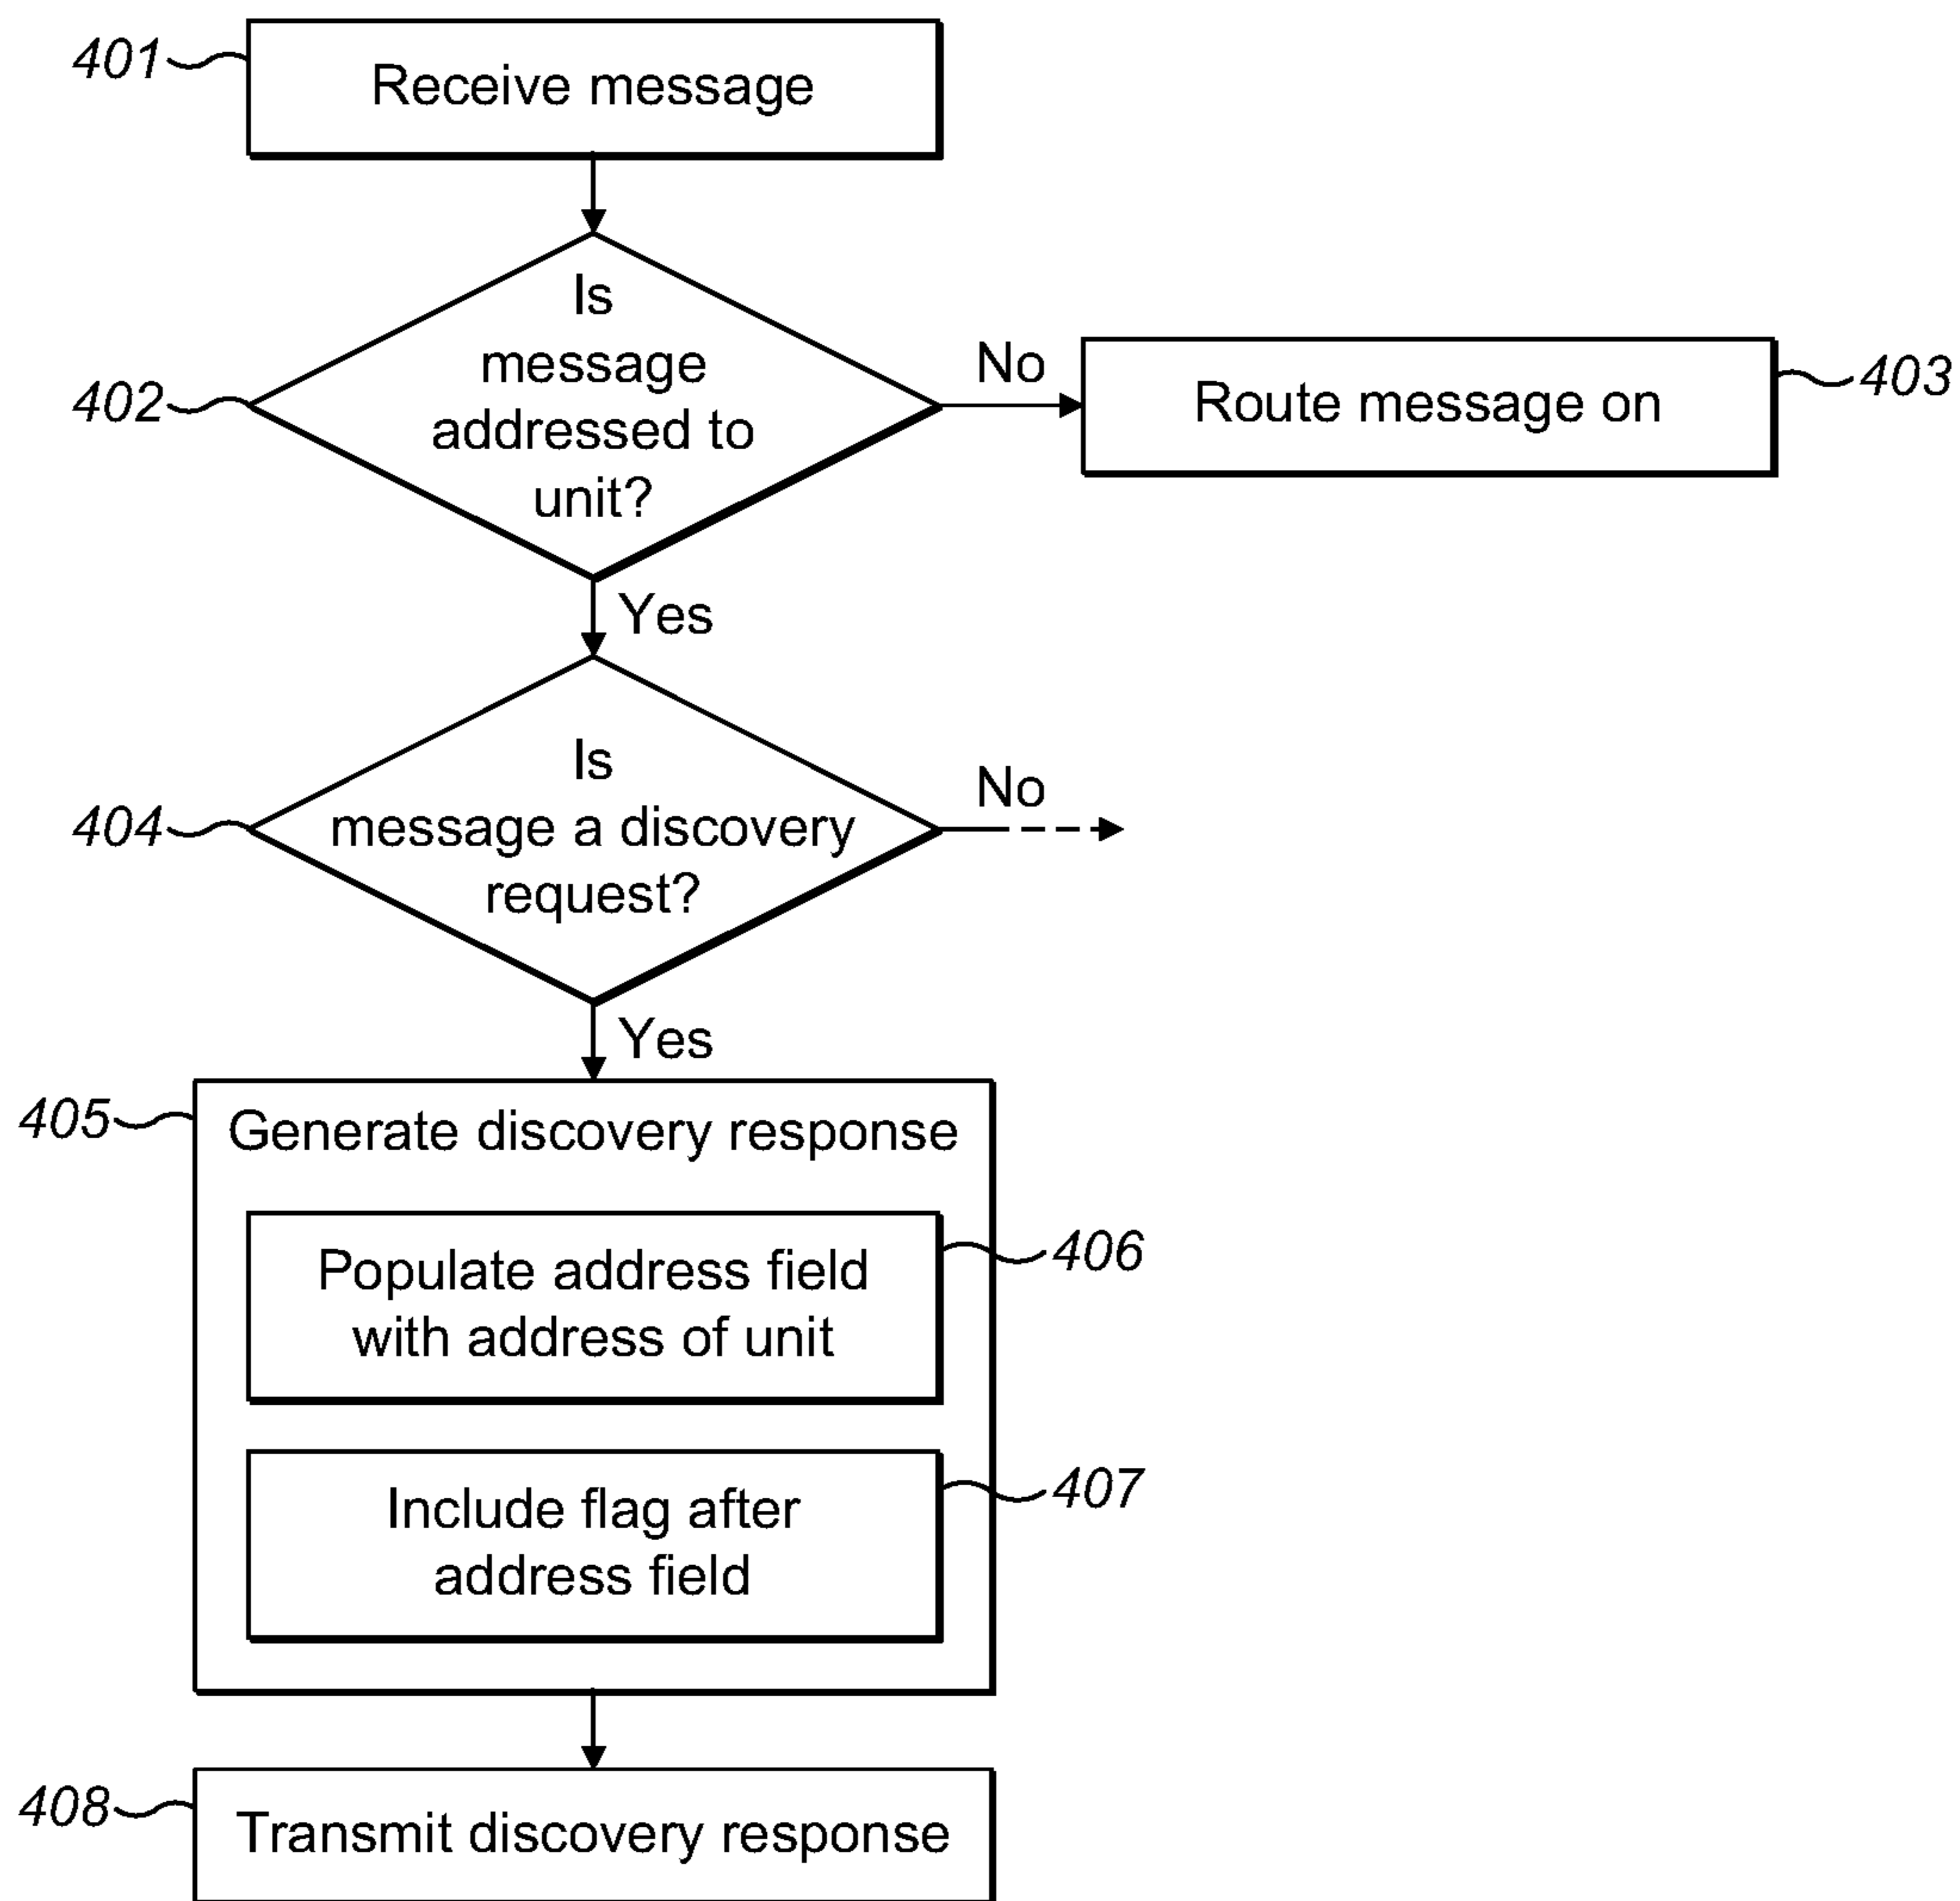 401
Receive message
Is
message
addressed to
unit?
402
No
Route message on
403
Yes
Is
message a discovery
request?
404
No
Yes
405
Generate discovery response
Populate address field
with address of unit
406
Include flag after
address field
407
408
Transmit discovery response